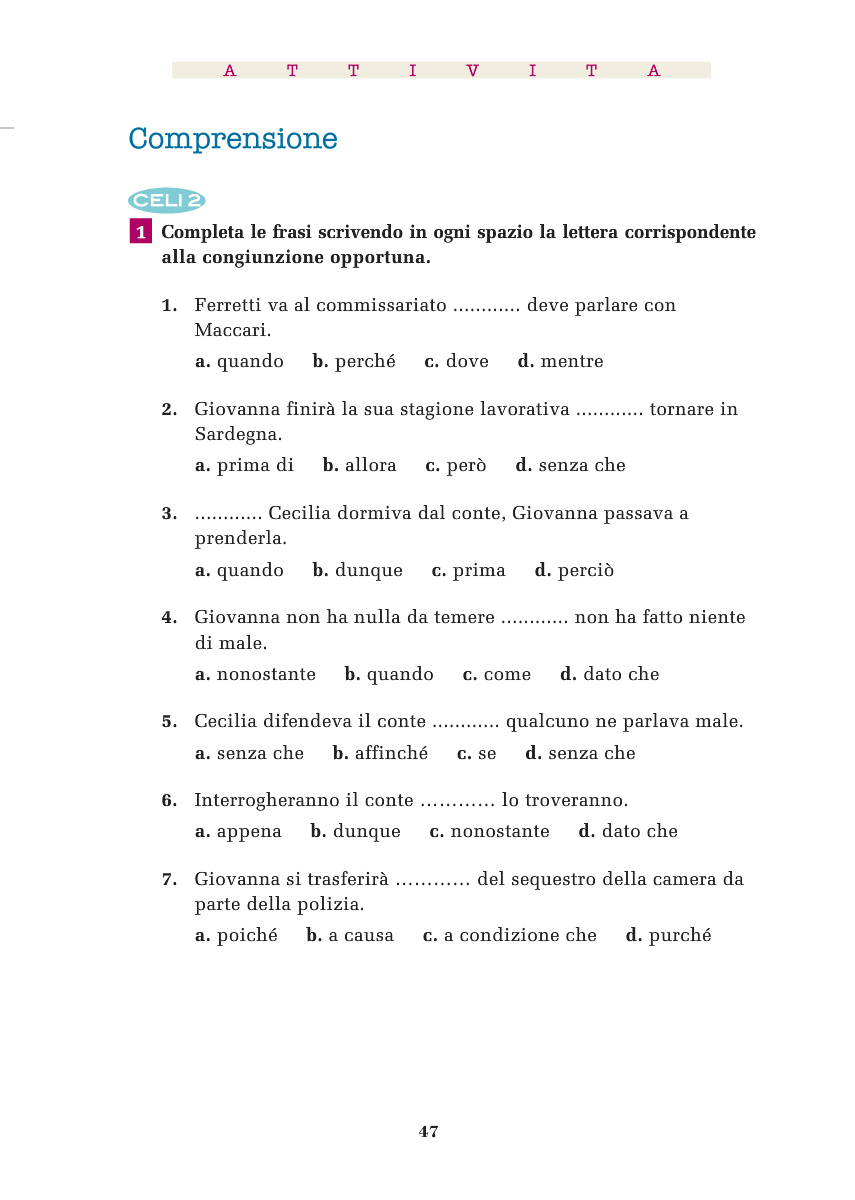 A T T I V I T A
Comprensione
CELI 2
1 Completa le frasi scrivendo in ogni spazio la lettera corrispondente
alla congiunzione opportuna.
1. Ferretti va al commissariato ............ deve parlare con
Maccari.
a. quando b. perché c. dove d. mentre
2. Giovanna finirà la sua stagione lavorativa ............ tornare in
Sardegna.
a. prima di b. allora c. però d. senza che
3. ............ Cecilia dormiva dal conte, Giovanna passava a
prenderla.
a. quando b. dunque c. prima d. perciò
4. Giovanna non ha nulla da temere ............ non ha fatto niente
di male.
a. nonostante b. quando c. come d. dato che
5. Cecilia difendeva il conte ............ qualcuno ne parlava male.
a. senza che b. affinché c. se d. senza che
6. Interrogheranno il conte ………… lo troveranno.
a. appena b. dunque c. nonostante d. dato che
7. Giovanna si trasferirà ………… del sequestro della camera da
parte della polizia.
a. poiché b. a causa c. a condizione che d. purché
47